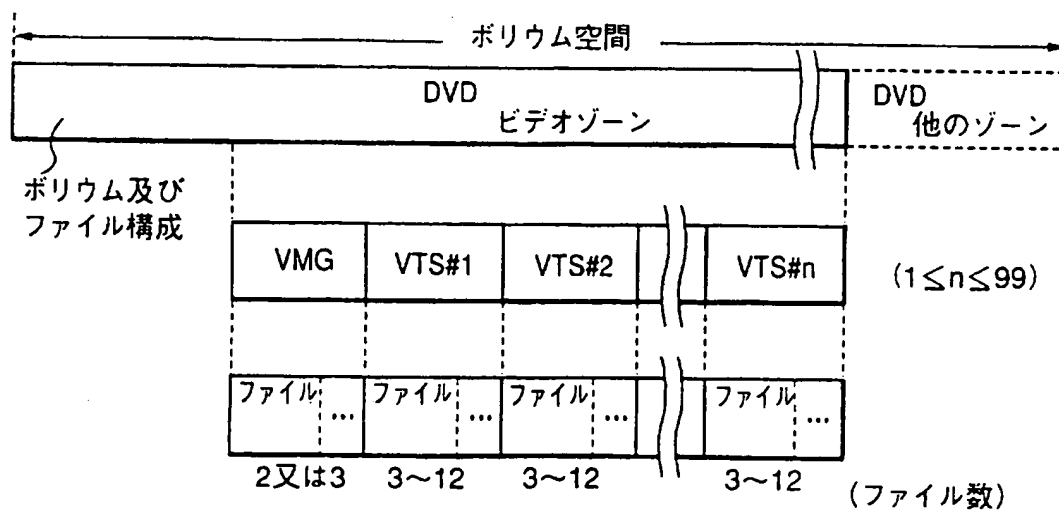 ボリウム空間
DVD
ビデオゾーン
DVD
他のゾーン
ボリウム及び
ファイル構成
VMG VTS#1 VTS#2 VTS#n (1≦n≦99)
ファイル … ファイル … ファイル … ファイル …
2又は3 3～12 3～12 3～12 (ファイル数)